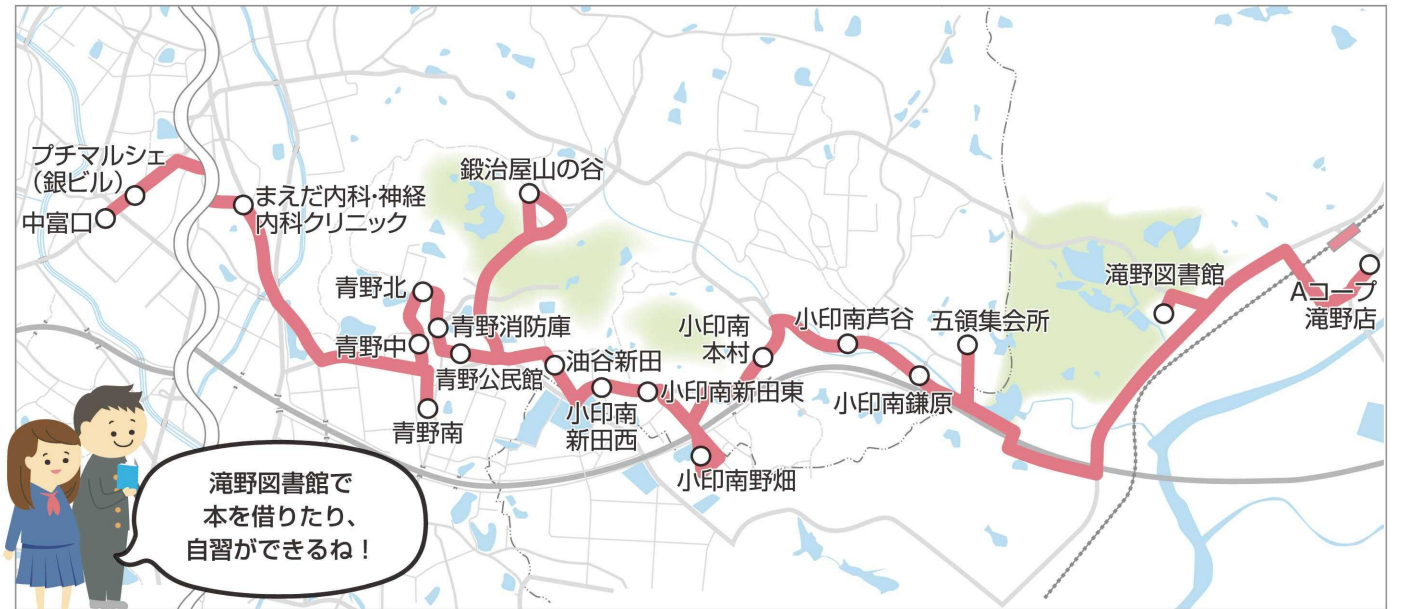 プチマルシェ
(銀ビル)
中富口
まえだ内科・神経
内科クリニック
鍛治屋山の谷
青野北
青野消防庫
青野中
青野公民館
青野南
油谷新田
小印南
新田西
小印南新田東
小印南
本村
小印南野畑
小印南芦谷
小印南鎌原
五領集会所
滝野図書館
Aコープ
滝野店
滝野図書館で
本を借りたり、
自習ができるね！